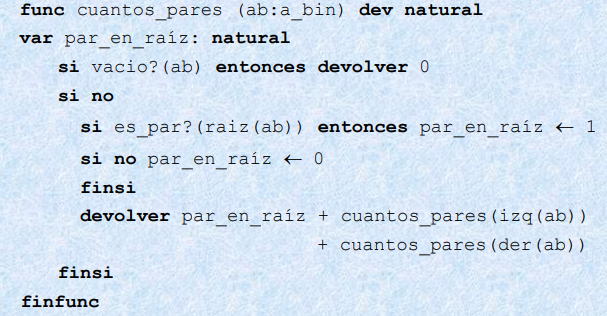 func cuantos_pares (ab:a_bin) dev natural
var par_en_raíz: natural
si vacio?(ab) entonces devolver 0
si no
si es_par?(raiz(ab)) entonces par_en_raíz ← 1
si no par_en_raíz ← 0
finsi
devolver par_en_raíz + cuantos_pares(izq(ab))
+ cuantos_pares(der(ab))
finsi
finfunc